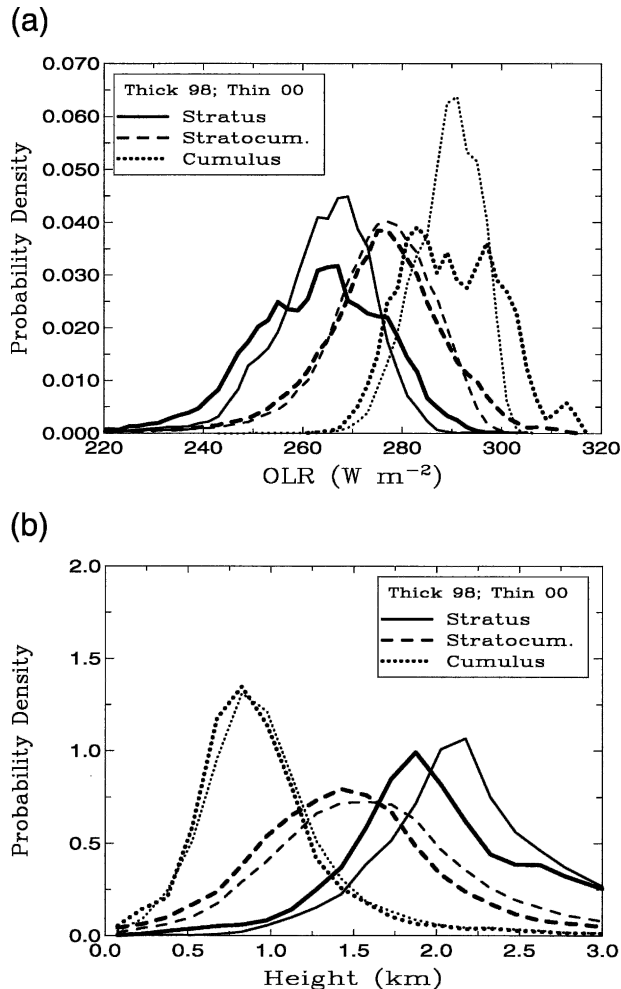 (a)
0.070
0.060
0.050
0.040
0.030
0.020
0.010
0.000
Probability Density
Thick 98; Thin 00
Stratus
Stratocum.
Cumulus
220 240 260 280 300 320
OLR (W m⁻²)
(b)
2.0
1.5
1.0
0.5
0.0
Probability Density
Thick 98; Thin 00
Stratus
Stratocum.
Cumulus
0.0 0.5 1.0 1.5 2.0 2.5 3.0
Height (km)